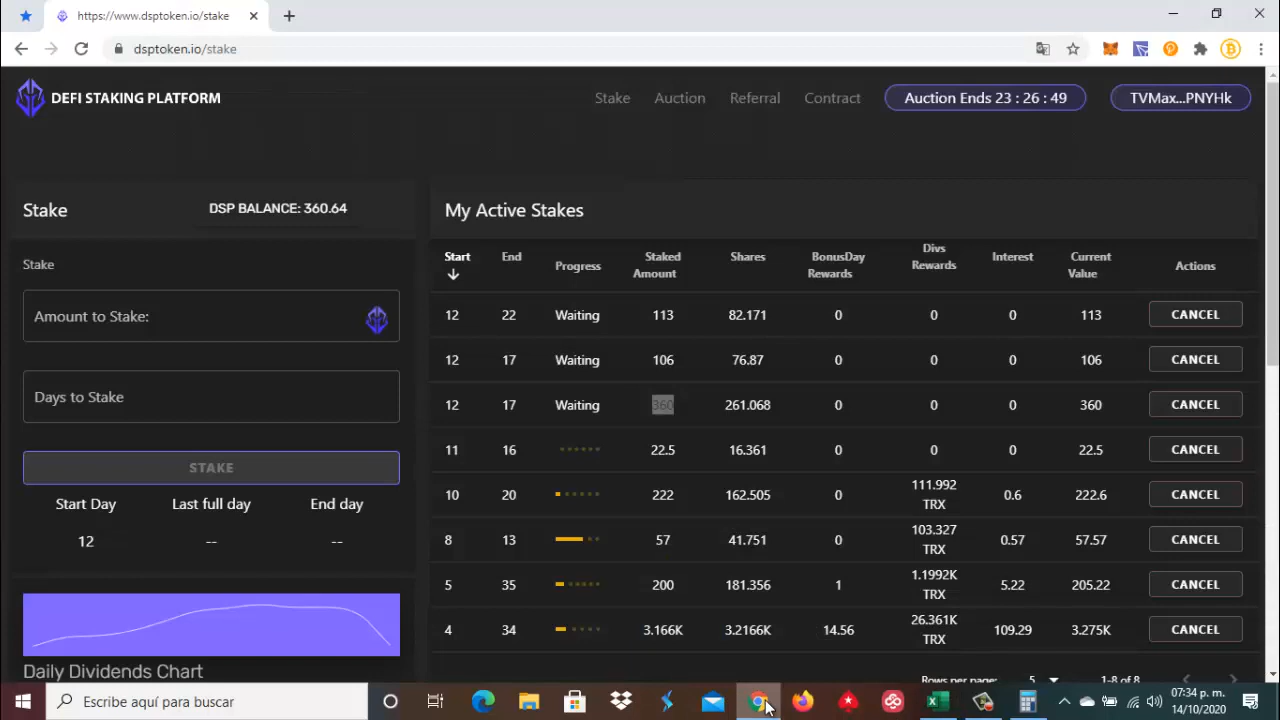 https://www.dsptoken.io/stake
dsptoken.io/stake
DEFI STAKING PLATFORM
Stake Auction Referral Contract Auction Ends 23 : 26 : 49 TVMax...PNYHk
Stake DSP BALANCE: 360.64
Stake
Amount to Stake:
Days to Stake
STAKE
Start Day Last full day End day
12 -- --
Daily Dividends Chart
My Active Stakes
Start End Progress Staked Amount Shares BonusDay Rewards Divs Rewards Interest Current Value Actions
12 22 Waiting 113 82.171 0 0 0 113 CANCEL
12 17 Waiting 106 76.87 0 0 0 106 CANCEL
12 17 Waiting 360 261.068 0 0 0 360 CANCEL
11 16 22.5 16.361 0 0 0 22.5 CANCEL
10 20 222 162.505 0 111.992 TRX 0.6 222.6 CANCEL
8 13 57 41.751 0 103.327 TRX 0.57 57.57 CANCEL
5 35 200 181.356 1 1.1992K TRX 5.22 205.22 CANCEL
4 34 3.166K 3.2166K 14.56 26.361K TRX 109.29 3.275K CANCEL
Rows per page: 5 1-8 of 8
Escribe aquí para buscar
07:34 p. m.
14/10/2020